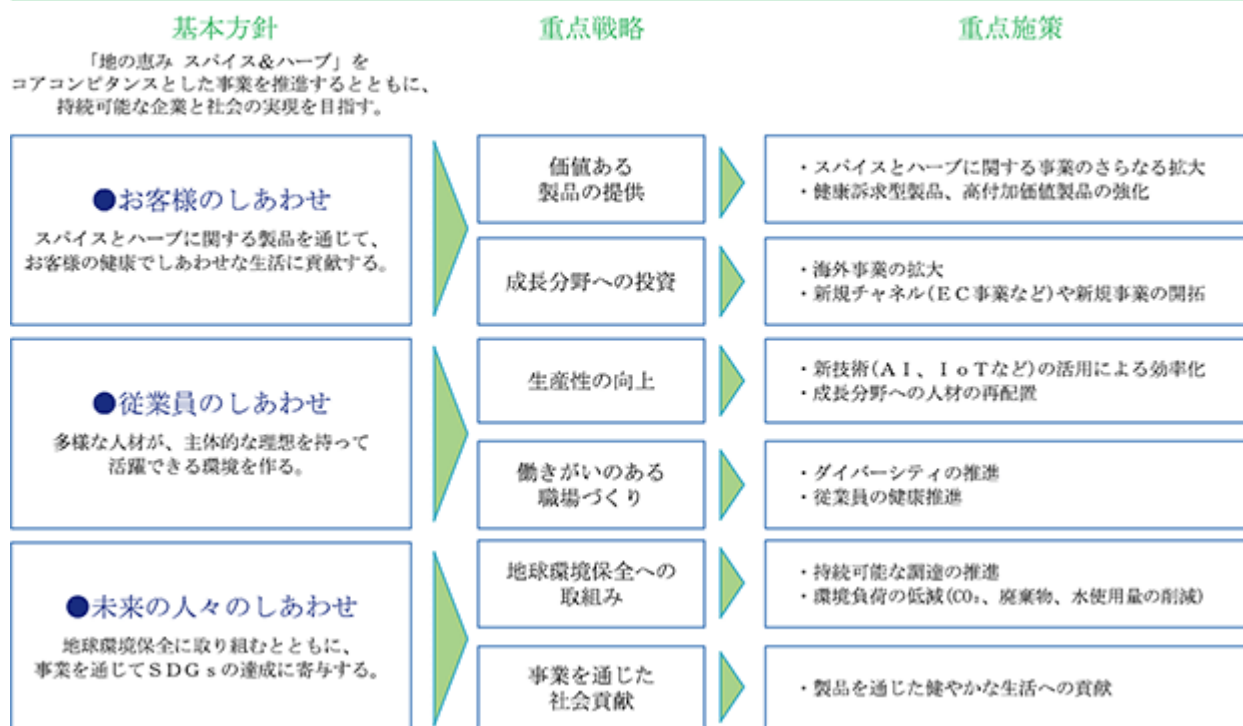 基本方針
重点戦略
重点施策
「地の恵み スパイス＆ハーブ」を
コアコンピタンスとした事業を推進するとともに、
持続可能な企業と社会の実現を目指す。
●お客様のしあわせ
スパイスとハーブに関する製品を通じて、
お客様の健康でしあわせな生活に貢献する。
価値ある
製品の提供
・スパイスとハーブに関する事業のさらなる拡大
・健康訴求型製品、高付加価値製品の強化
成長分野への投資
・海外事業の拡大
・新規チャネル(ＥＣ事業など)や新規事業の開拓
●従業員のしあわせ
多様な人材が、主体的な理想を持って
活躍できる環境を作る。
生産性の向上
・新技術(ＡＩ、ＩｏＴなど)の活用による効率化
・成長分野への人材の再配置
働きがいのある
職場づくり
・ダイバーシティの推進
・従業員の健康推進
●未来の人々のしあわせ
地球環境保全に取り組むとともに、
事業を通じてＳＤＧｓの達成に寄与する。
地球環境保全への
取組み
・持続可能な調達の推進
・環境負荷の低減(CO₂、廃棄物、水使用量の削減)
事業を通じた
社会貢献
・製品を通じた健やかな生活への貢献